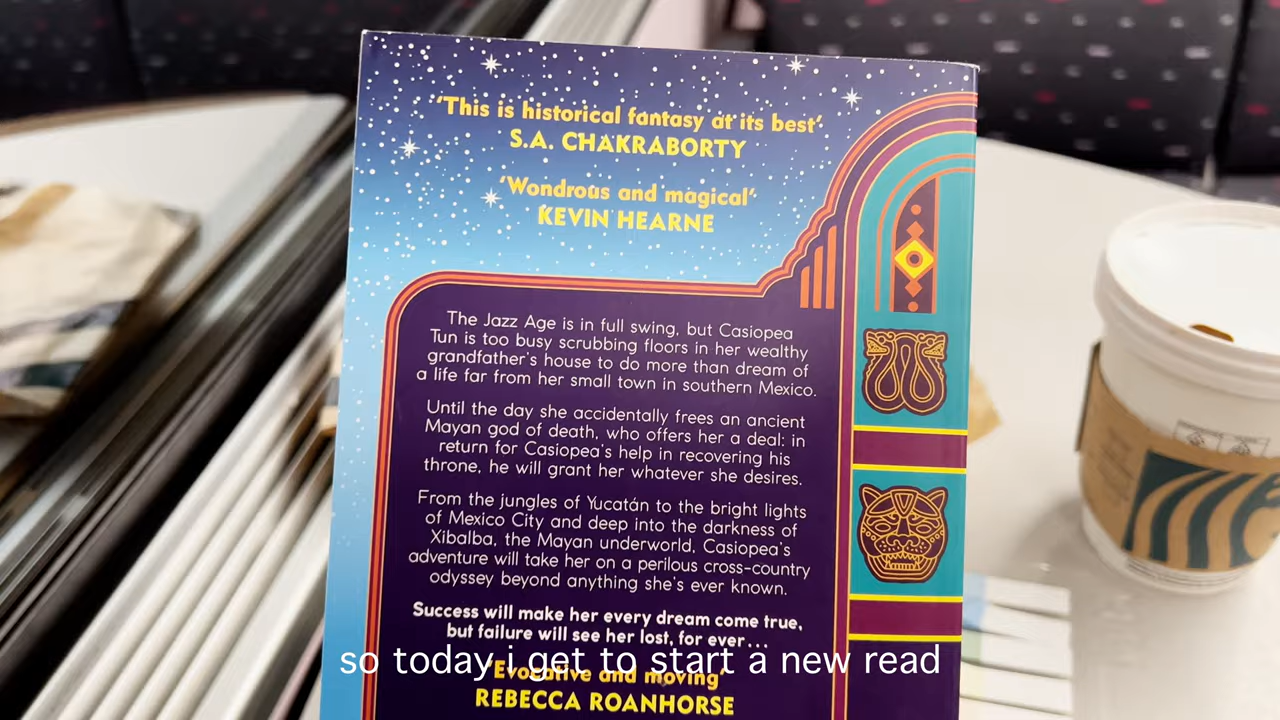 'This is historical fantasy at its best'
S.A. CHAKRABORTY
'Wondrous and magical'
KEVIN HEARNE
The Jazz Age is in full swing, but Casiopea
Tun is too busy scrubbing floors in her wealthy
grandfather's house to do more than dream of
a life far from her small town in southern Mexico.
Until the day she accidentally frees an ancient
Mayan god of death, who offers her a deal: in
return for Casiopea's help in recovering his
throne, he will grant her whatever she desires.
From the jungles of Yucatán to the bright lights
of Mexico City and deep into the darkness of
Xibalba, the Mayan underworld, Casiopea's
adventure will take her on a perilous cross-country
odyssey beyond anything she's ever known.
Success will make her every dream come true,
but failure will see her lost, for ever...
so today i get to start a new read
'Evocative and moving'
REBECCA ROANHORSE